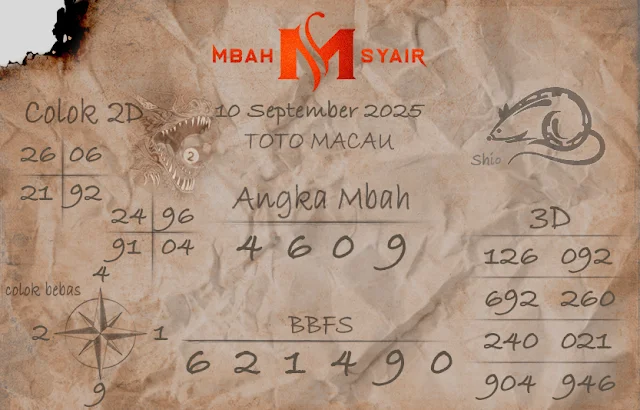 MBAH M SYAIR
10 September 2025
TOTO MACAU
Colok 2D
26 06
21 92
24 96
91 04
2
Shio
Angka Mbah
4 6 0 9
3D
126 092
692 260
240 021
904 946
colok bebas
4
2 1
9
BBFS
6 2 1 4 9 0